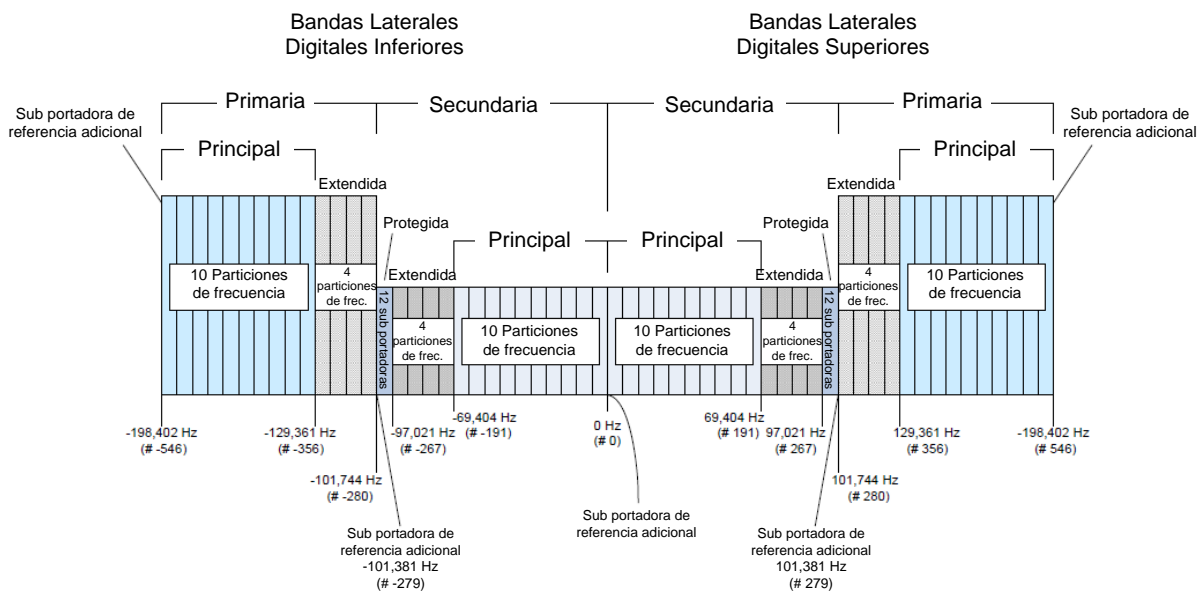 Bandas Laterales
Digitales Inferiores
Bandas Laterales
Digitales Superiores
Primaria
Secundaria
Secundaria
Primaria
Sub portadora de
referencia adicional
Sub portadora de
referencia adicional
Principal
Principal
Extendida
Extendida
Protegida
Protegida
Principal
Principal
Extendida
Extendida
10 Particiones
de frecuencia
4
particiones
de frec.
12 sub portadoras
4
particiones
de frec.
10 Particiones
de frecuencia
10 Particiones
de frecuencia
4
particiones
de frec.
12 sub portadoras
4
particiones
de frec.
10 Particiones
de frecuencia
-198,402 Hz
(# -546)
-129,361 Hz
(# -356)
-97,021 Hz
(# -267)
-69,404 Hz
(# -191)
0 Hz
(# 0)
69,404 Hz
(# 191)
97,021 Hz
(# 267)
129,361 Hz
(# 356)
-198,402 Hz
(# 546)
-101,744 Hz
(# -280)
101,744 Hz
(# 280)
Sub portadora de
referencia adicional
Sub portadora de
referencia adicional
-101,381 Hz
(# -279)
Sub portadora de
referencia adicional
101,381 Hz
(# 279)